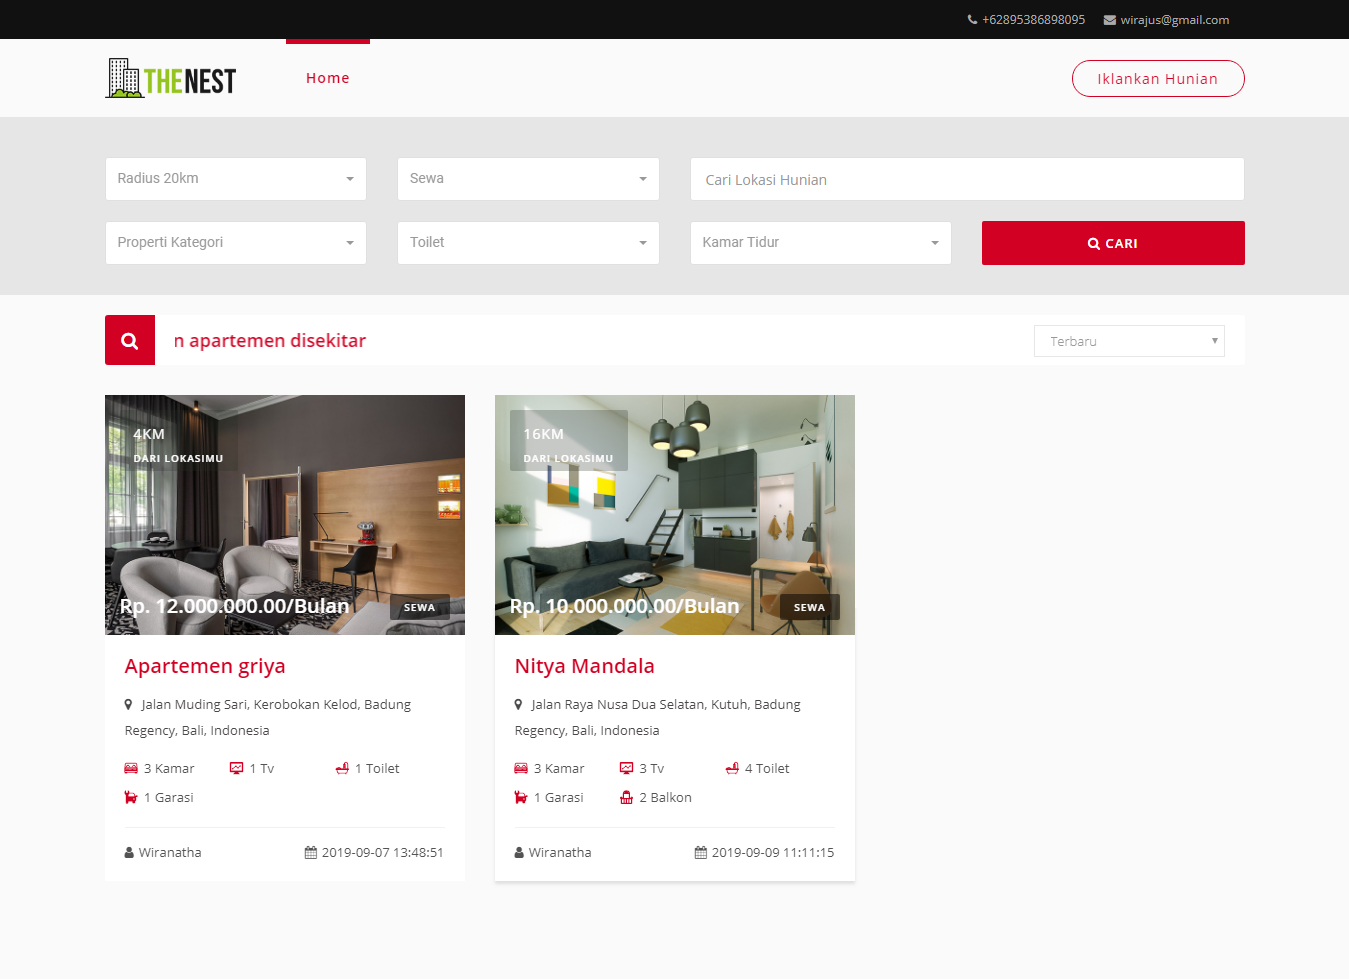 +62895386898095 wirajus@gmail.com
THENEST
Home
Iklankan Hunian
Radius 20km
Sewa
Cari Lokasi Hunian
Properti Kategori
Toilet
Kamar Tidur
CARI
n apartemen disekitar
Terbaru
4KM
DARI LOKASIMU
Rp. 12.000.000.00/Bulan
SEWA
Apartemen griya
Jalan Muding Sari, Kerobokan Kelod, Badung
Regency, Bali, Indonesia
3 Kamar 1 Tv 1 Toilet
1 Garasi
Wiranatha 2019-09-07 13:48:51
16KM
DARI LOKASIMU
Rp. 10.000.000.00/Bulan
SEWA
Nitya Mandala
Jalan Raya Nusa Dua Selatan, Kutuh, Badung
Regency, Bali, Indonesia
3 Kamar 3 Tv 4 Toilet
1 Garasi 2 Balkon
Wiranatha 2019-09-09 11:11:15